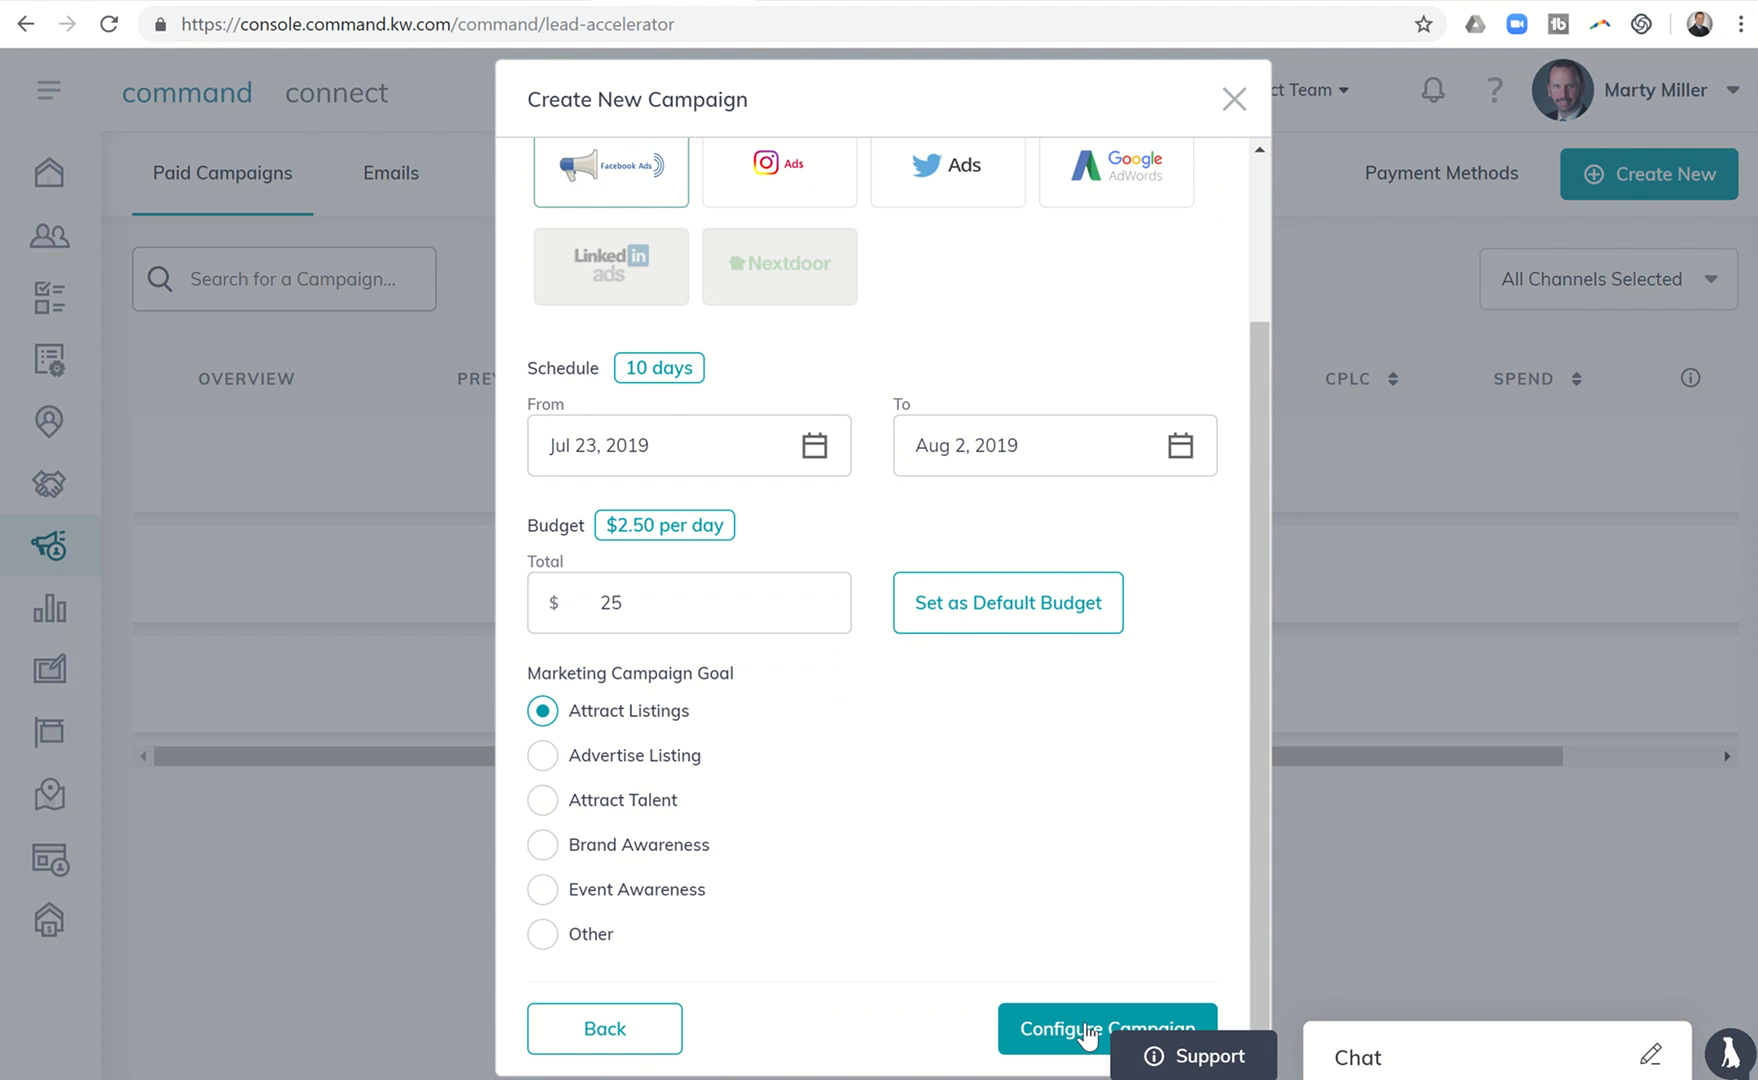 https://console.command.kw.com/command/lead-accelerator
command connect
Create New Campaign
ct Team
Marty Miller
Paid Campaigns Emails
Payment Methods
Create New
Facebook Ads
Ads
Ads
Google AdWords
Linked in ads
Nextdoor
Search for a Campaign...
All Channels Selected
OVERVIEW
PREV
CPLC
SPEND
Schedule 10 days
From
To
Jul 23, 2019
Aug 2, 2019
Budget $2.50 per day
Total
$ 25
Set as Default Budget
Marketing Campaign Goal
Attract Listings
Advertise Listing
Attract Talent
Brand Awareness
Event Awareness
Other
Back
Configure Campaign
Support
Chat